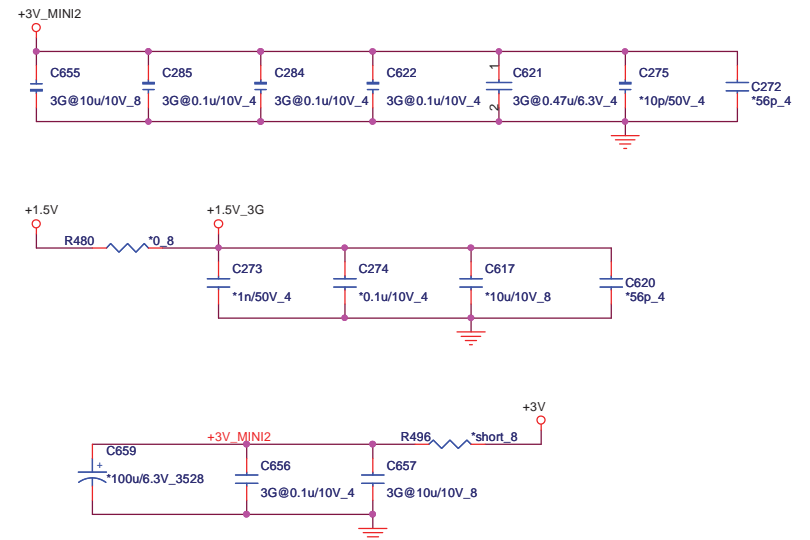 +3V_MINI2
C655
C285
C284
C622
1
C621
C275
C272
3G@10u/10V_8
3G@0.1u/10V_4
3G@0.1u/10V_4
3G@0.1u/10V_4
2
3G@0.47u/6.3V_4
*10p/50V_4
*56p_4
+1.5V
+1.5V_3G
R480
*0_8
C273
C274
C617
C620
*1n/50V_4
*0.1u/10V_4
*10u/10V_8
*56p_4
+3V
+3V_MINI2
R496
*short_8
C659
+
*100u/6.3V_3528
C656
C657
3G@0.1u/10V_4
3G@10u/10V_8